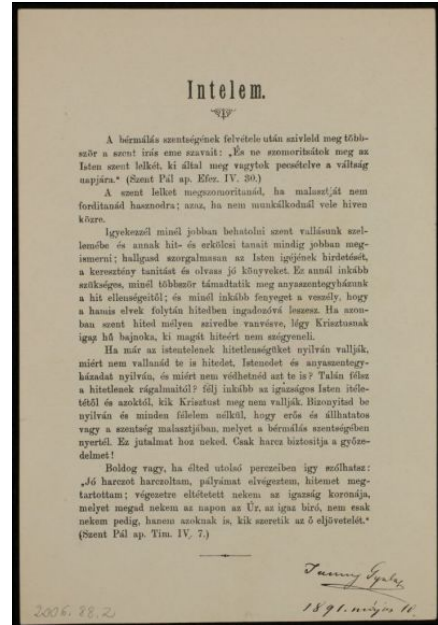 Intelem.
A bérmálás szentségének felvétele után szivleld meg több-
ször a szent irás eme szavait: „És ne szomoritsátok meg az
Isten szent lelkét, ki által meg vagytok pecsételve a váltság
napjára.“ (Szent Pál ap. Efez. IV. 30.)
A szent lelket megszomoritanád, ha malasztját nem
forditanád hasznodra; azaz, ha nem munkálkodnál vele hiven
közre.
Igyekezzél minél jobban behatolni szent vallásunk szel-
lemébe és annak hit- és erkölcsi tanait mindig jobban meg-
ismerni; hallgasd szorgalmasan az Isten igéjének hirdetését,
a keresztény tanitást és olvass jó könyveket. Ez annál inkább
szükséges, minél többször támadtatik meg anyaszentegyházunk
a hit ellenségeitől; és minél inkább fenyeget a veszély, hogy
a hamis elvek folytán hitedben ingadozóvá leszesz. Ha azon-
ban szent hited mélyen szivedbe van vésve, légy Krisztusnak
igaz hű bajnoka, ki magát hiteért nem szégyeneli.
Ha már az istentelenek hitetlenségüket nyilván vallják,
miért nem vallanád te is hitedet, Istenedet és anyaszentegy-
házadat nyilván, és miért nem védhetnéd azt te is? Talán félsz
a hitetlenek rágalmaitól? félj inkább az igazságos Isten itéle-
tétől és azoktól, kik Krisztust meg nem vallják. Bizonyitsd be
nyilván és minden félelem nélkül, hogy erős és állhatatos
vagy a szentség malasztjában, melyet a bérmálás szentségében
nyertél. Ez jutalmat hoz neked. Csak harcz biztositja a győze-
delmet!
Boldog vagy, ha élted utolsó perczeiben igy szólhatsz:
„Jó harczot harczoltam, pályámat elvégeztem, hitemet meg-
tartottam; végezetre eltétetett nekem az igazság koronája,
melyet megad nekem az napon az Úr, az igaz biró, nem csak
nekem pedig, hanem azoknak is, kik szeretik az ő eljövetelét.“
(Szent Pál ap. Tim. IV. 7.)
Gyula
1891. május 10.
2006.88.2